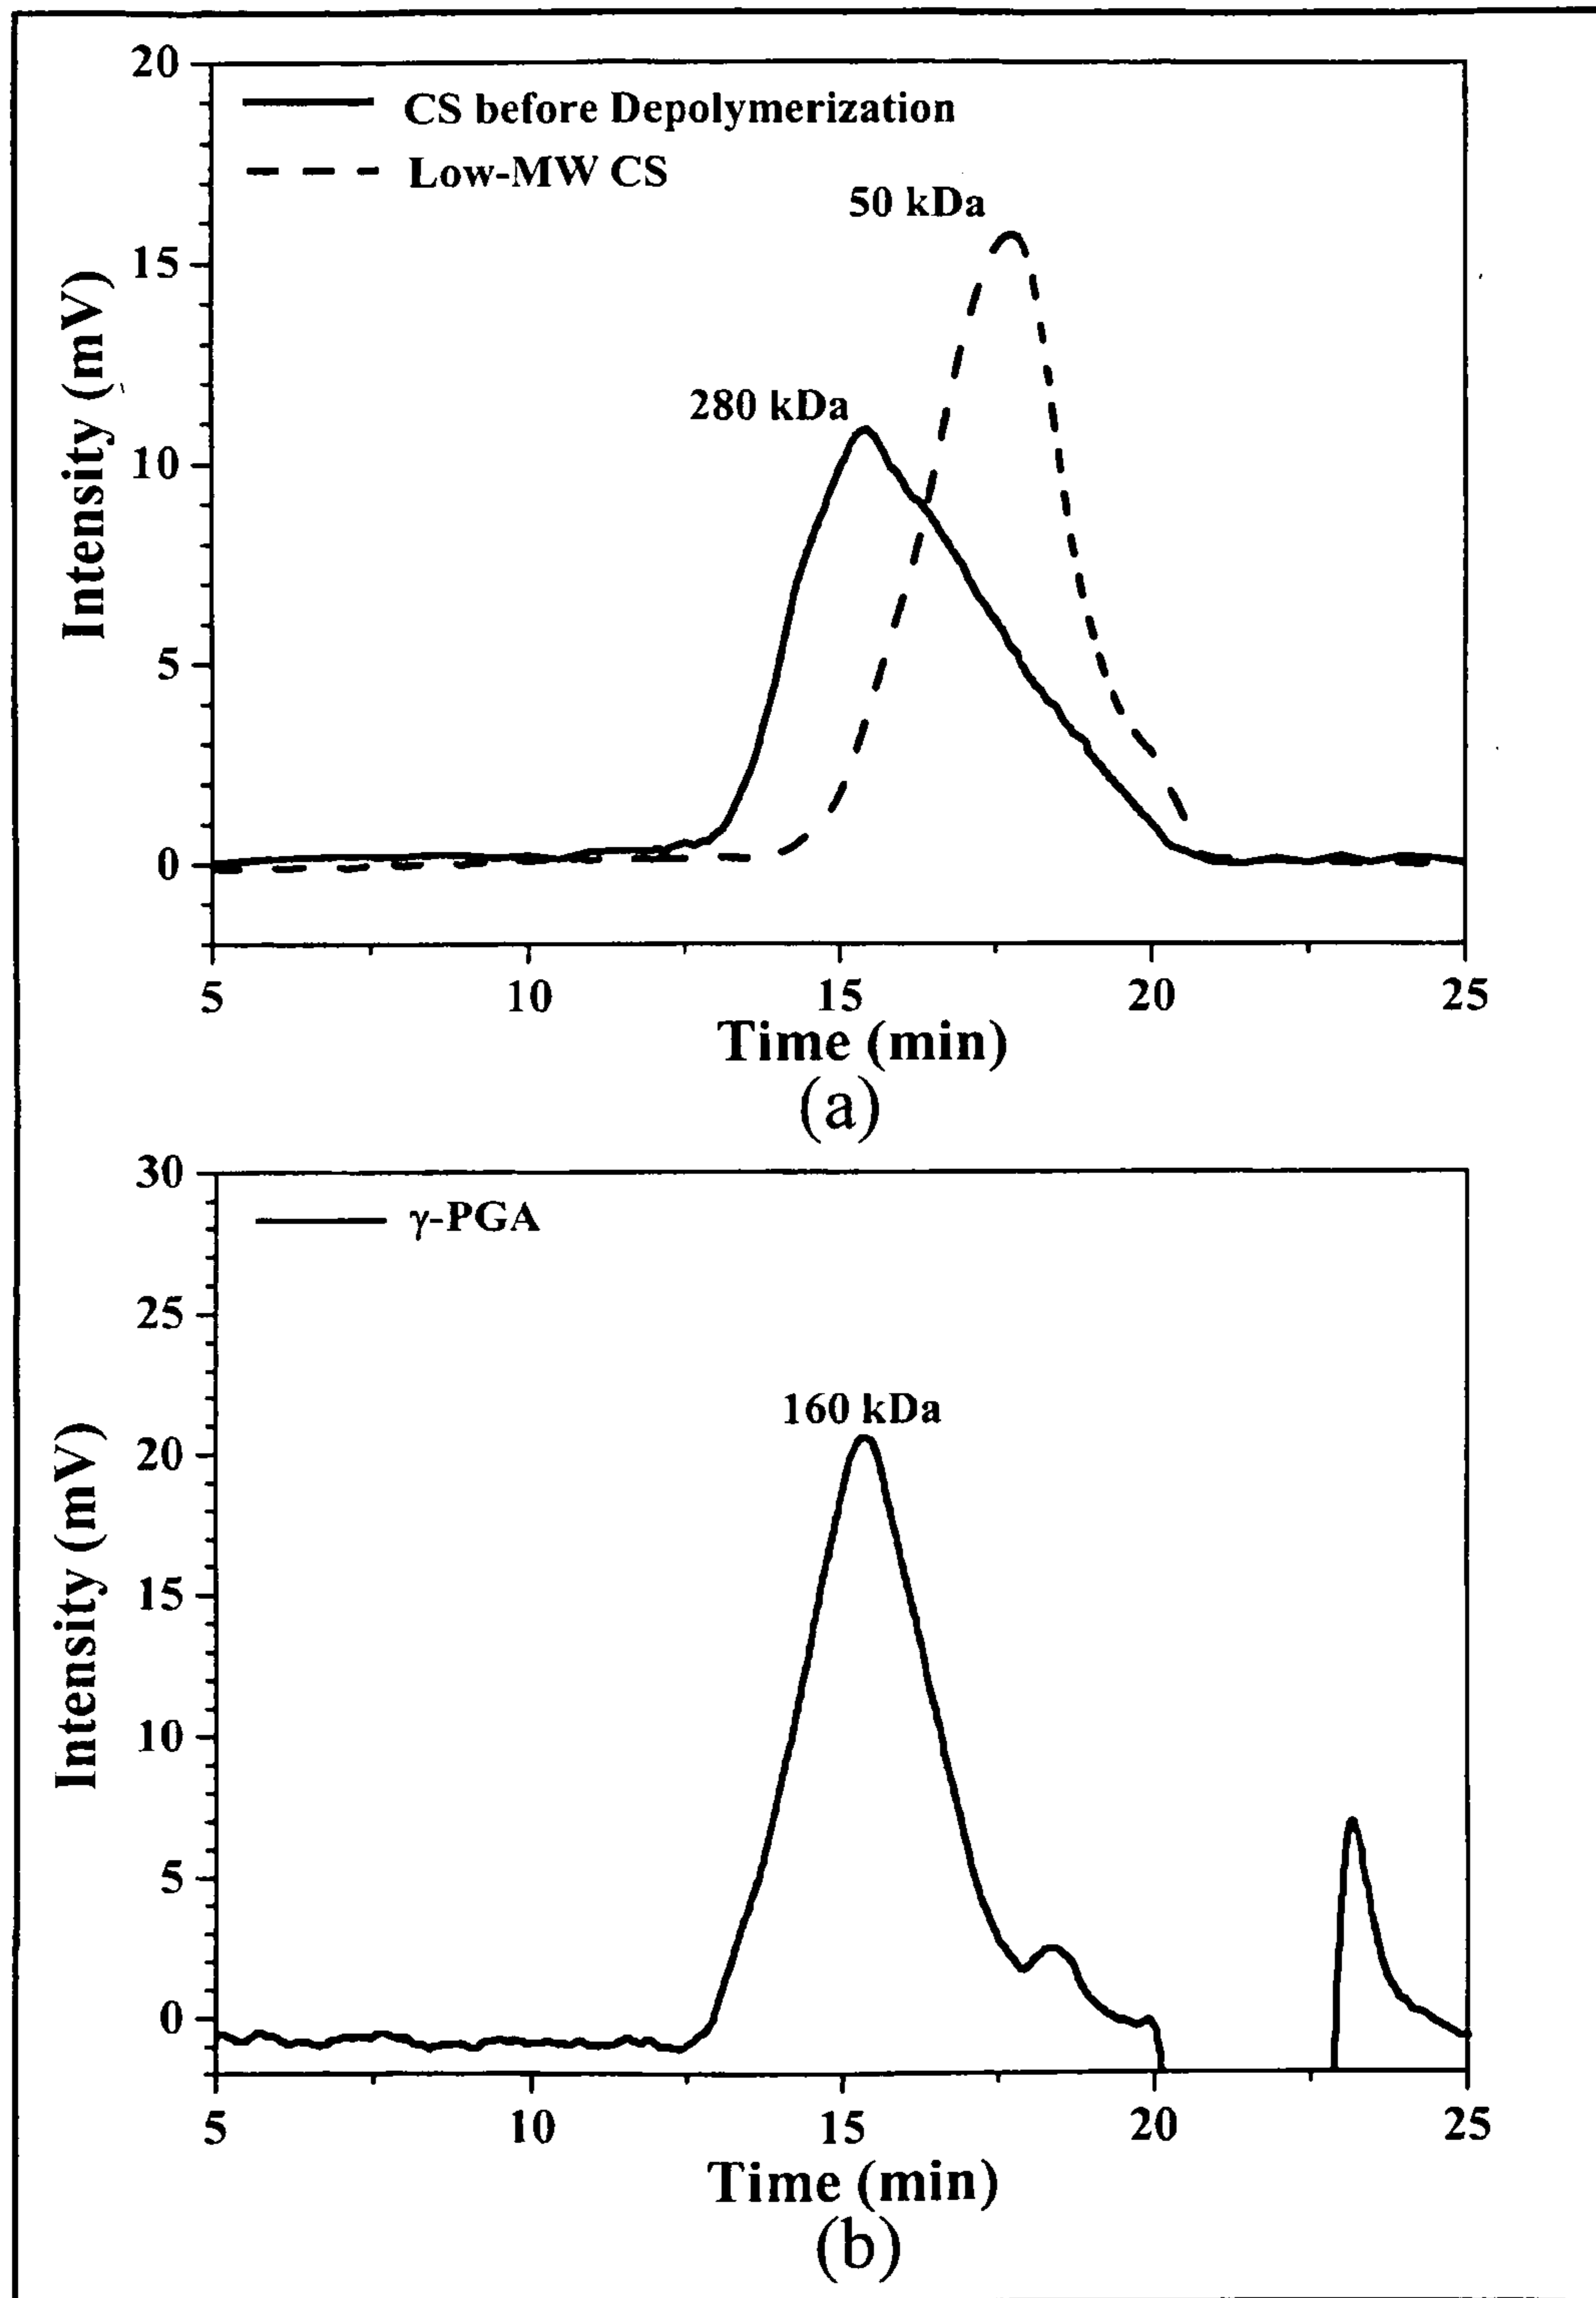 20
CS before Depolymerization
Low-MW CS
50 kDa
15
280 kDa
10
5
0
Intensity (mV)
5 10 15 20 25
Time (min)
(a)
30
γ-PGA
25
160 kDa
20
15
10
5
0
Intensity (mV)
5 10 15 20 25
Time (min)
(b)